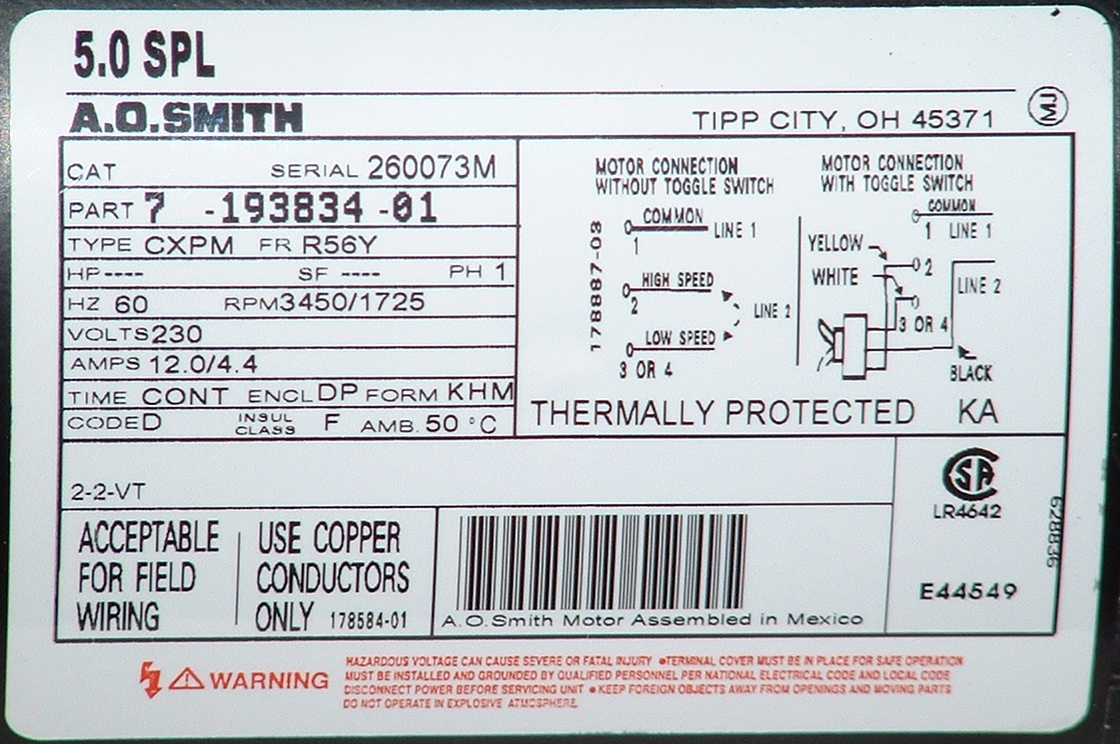 5.0 SPL
A.O.SMITH
TIPP CITY, OH 45371
CAT SERIAL 260073M
PART 7 -193834 -01
TYPE CXPM FR R56Y
HP ---- SF ---- PH 1
HZ 60 RPM 3450/1725
VOLTS 230
AMPS 12.0/4.4
TIME CONT ENCL DP FORM KHM
CODE D INSUL CLASS F AMB. 50 °C
178887-03
MOTOR CONNECTION
WITHOUT TOGGLE SWITCH
COMMON
1 LINE 1
HIGH SPEED
2 LINE 2
LOW SPEED
3 OR 4
MOTOR CONNECTION
WITH TOGGLE SWITCH
COMMON
1 LINE 1
YELLOW
2
WHITE
LINE 2
3 OR 4
BLACK
THERMALLY PROTECTED KA
2-2-VT
ACCEPTABLE
FOR FIELD
WIRING
USE COPPER
CONDUCTORS
ONLY 178584-01
A.O.Smith Motor Assembled in Mexico
SA
LR4642
E44549
628836
WARNING
HAZARDOUS VOLTAGE CAN CAUSE SEVERE OR FATAL INJURY •TERMINAL COVER MUST BE IN PLACE FOR SAFE OPERATION
MUST BE INSTALLED AND GROUNDED BY QUALIFIED PERSONNEL PER NATIONAL ELECTRICAL CODE AND LOCAL CODE
DISCONNECT POWER BEFORE SERVICING UNIT •KEEP FOREIGN OBJECTS AWAY FROM OPENINGS AND MOVING PARTS
DO NOT OPERATE IN EXPLOSIVE ATMOSPHERE.